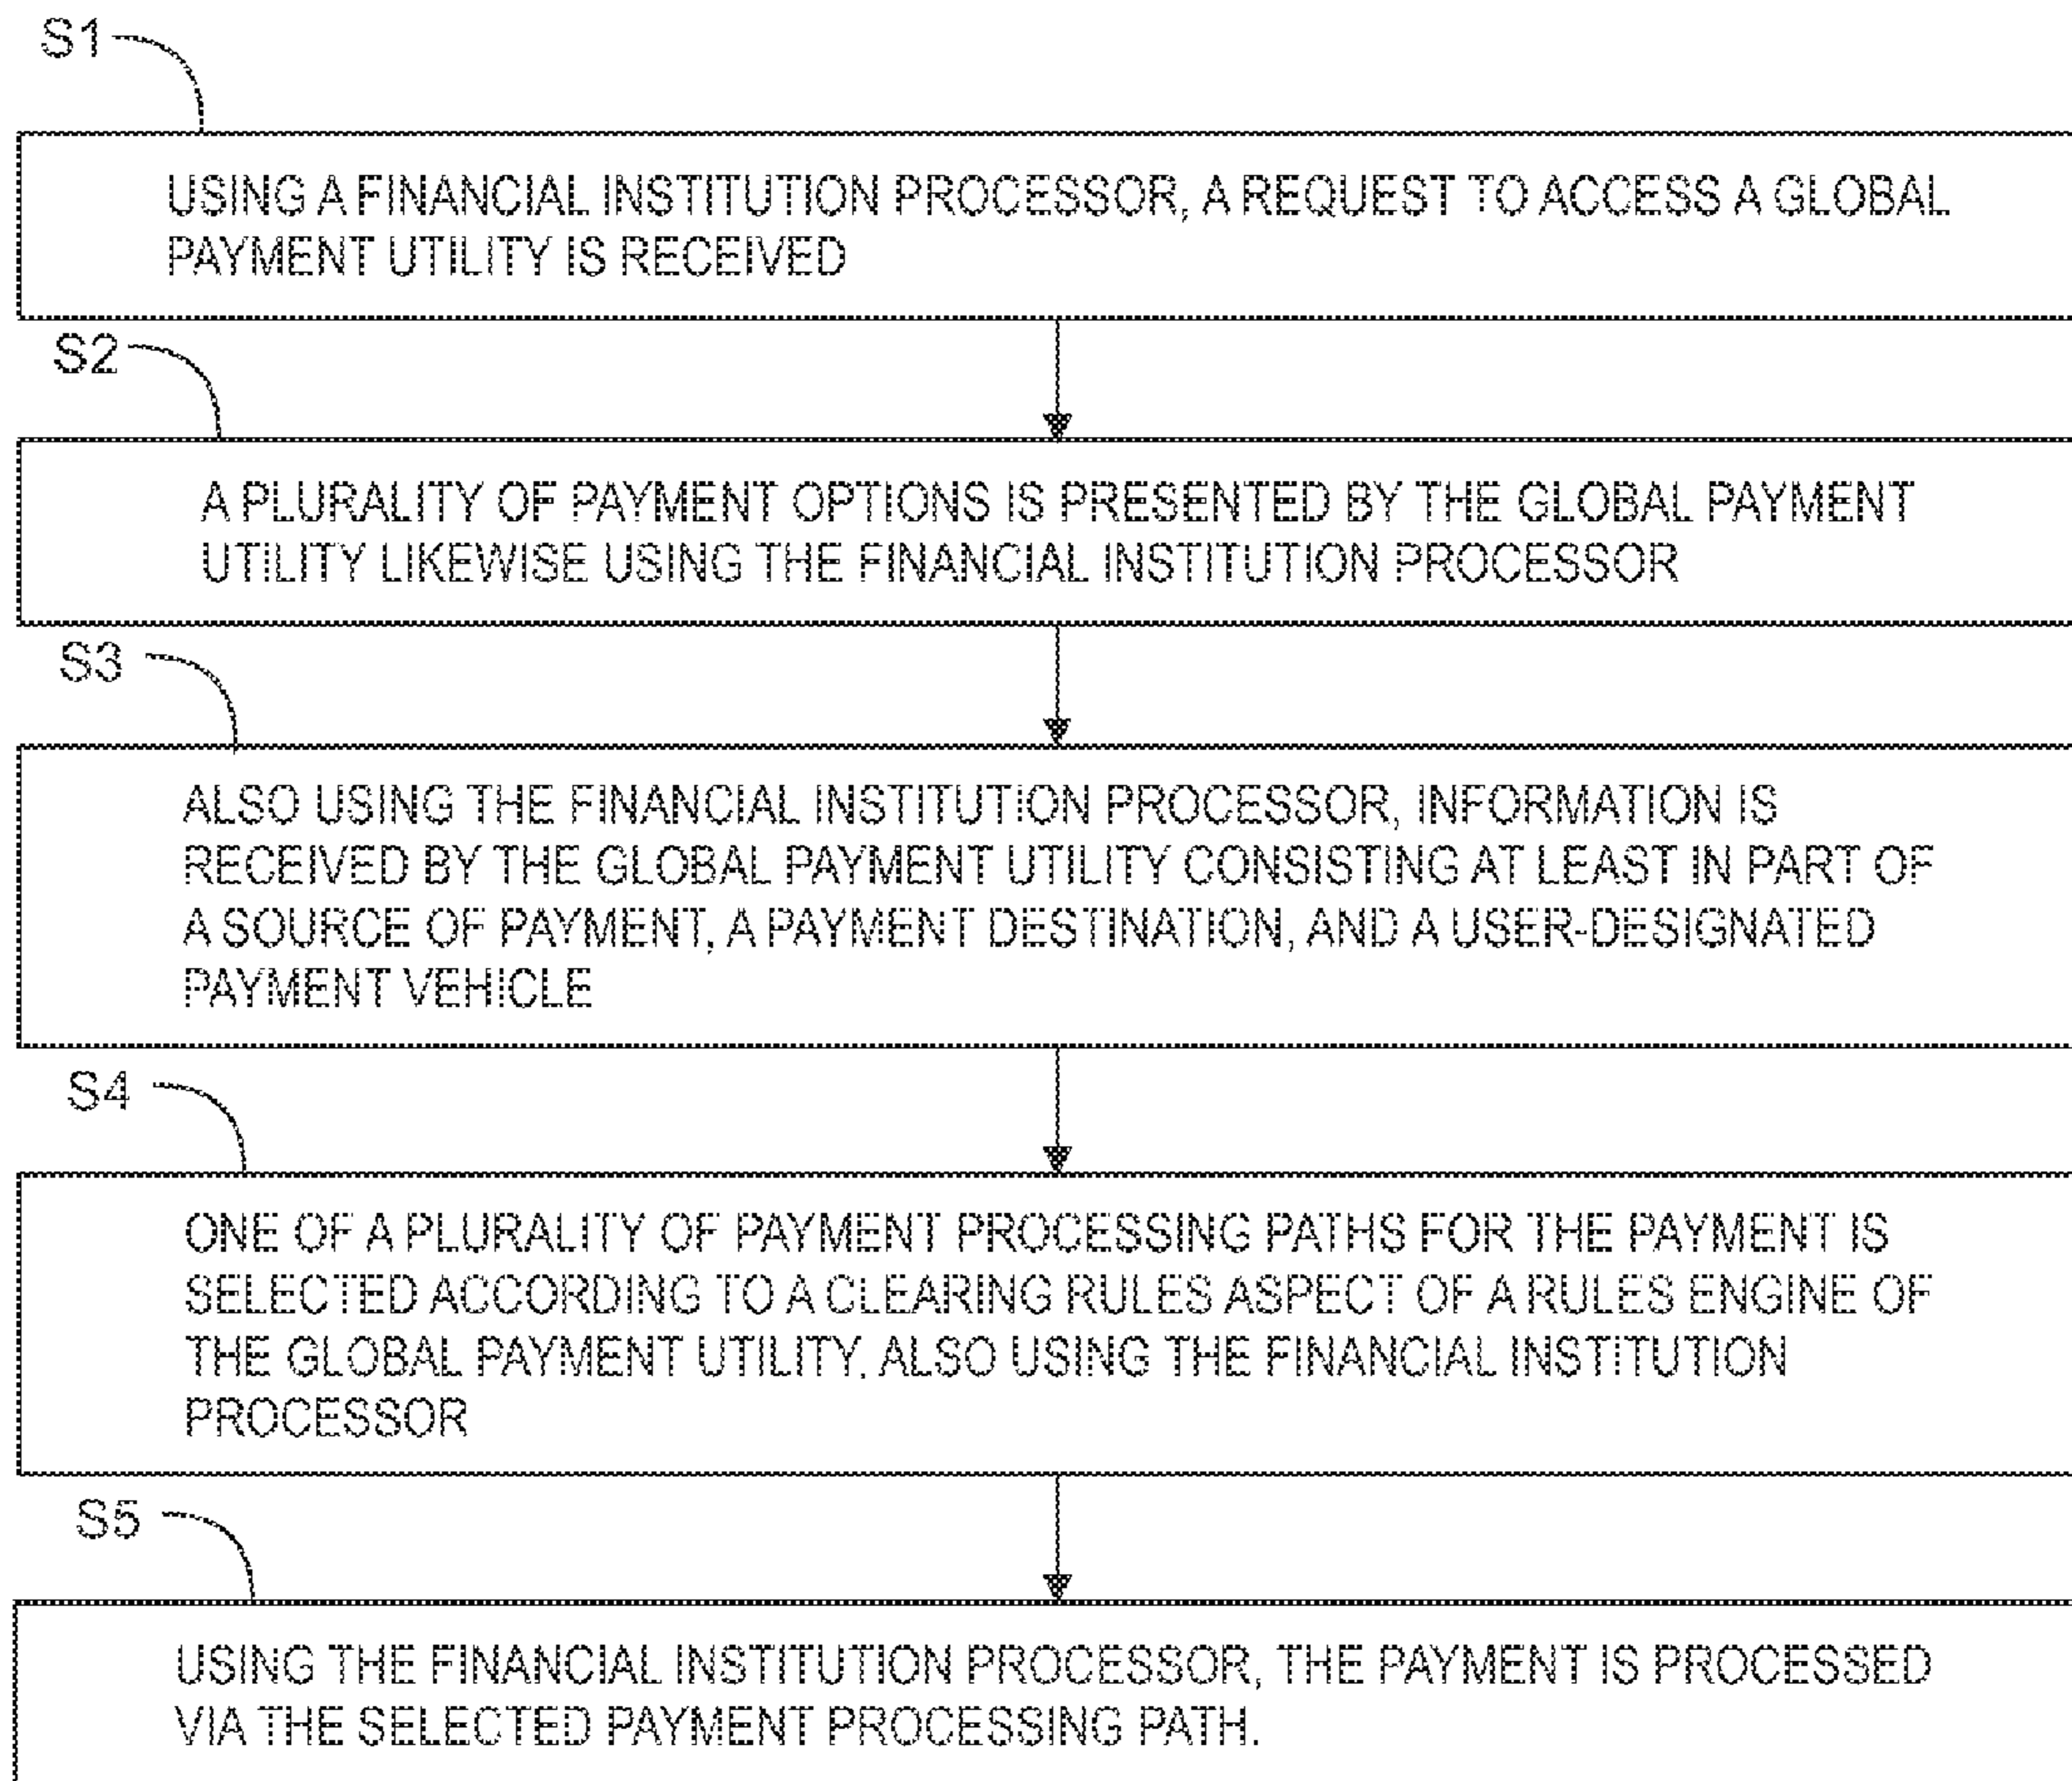 S1
USING A FINANCIAL INSTITUTION PROCESSOR, A REQUEST TO ACCESS A GLOBAL
PAYMENT UTILITY IS RECEIVED
S2
A PLURALITY OF PAYMENT OPTIONS IS PRESENTED BY THE GLOBAL PAYMENT
UTILITY LIKEWISE USING THE FINANCIAL INSTITUTION PROCESSOR
S3
ALSO USING THE FINANCIAL INSTITUTION PROCESSOR, INFORMATION IS
RECEIVED BY THE GLOBAL PAYMENT UTILITY CONSISTING AT LEAST IN PART OF
A SOURCE OF PAYMENT, A PAYMENT DESTINATION, AND A USER-DESIGNATED
PAYMENT VEHICLE
S4
ONE OF A PLURALITY OF PAYMENT PROCESSING PATHS FOR THE PAYMENT IS
SELECTED ACCORDING TO A CLEARING RULES ASPECT OF A RULES ENGINE OF
THE GLOBAL PAYMENT UTILITY, ALSO USING THE FINANCIAL INSTITUTION
PROCESSOR
S5
USING THE FINANCIAL INSTITUTION PROCESSOR, THE PAYMENT IS PROCESSED
VIA THE SELECTED PAYMENT PROCESSING PATH.